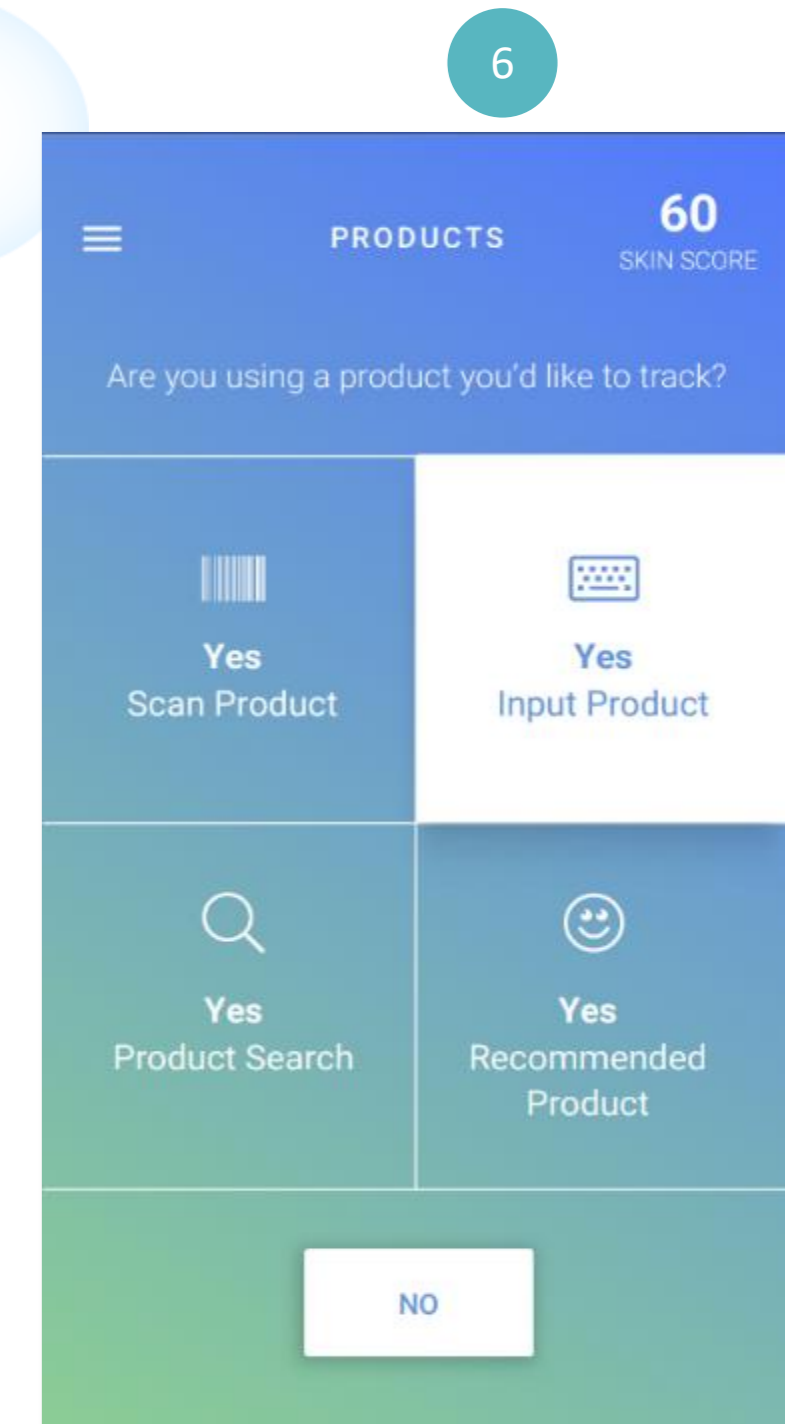 6
PRODUCTS
60
SKIN SCORE
Are you using a product you'd like to track?
Yes
Scan Product
Yes
Input Product
Yes
Product Search
Yes
Recommended
Product
NO